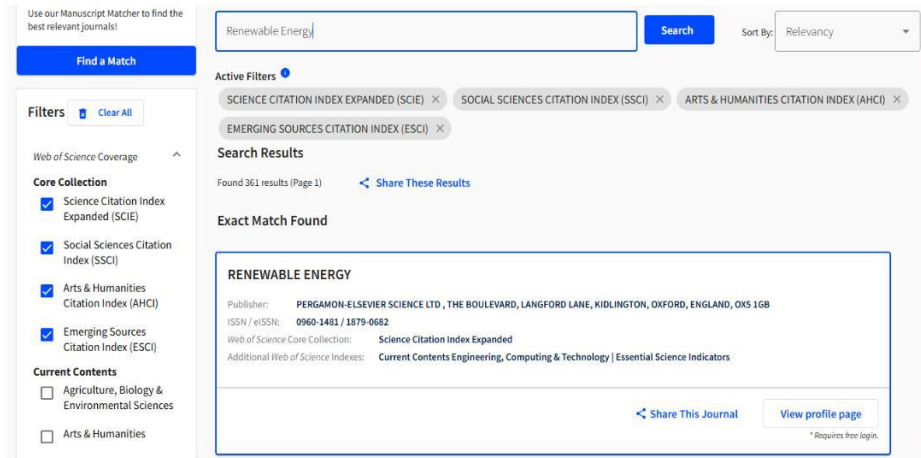 Use our Manuscript Matcher to find the
best relevant journals!
Find a Match
Filters
Clear All
Web of Science Coverage
Core Collection
Science Citation Index
Expanded (SCIE)
Social Sciences Citation
Index (SSCI)
Arts & Humanities
Citation Index (AHCI)
Emerging Sources
Citation Index (ESCI)
Current Contents
Agriculture, Biology &
Environmental Sciences
Arts & Humanities
Renewable Energy
Search
Sort By: Relevancy
Active Filters
SCIENCE CITATION INDEX EXPANDED (SCIE) × SOCIAL SCIENCES CITATION INDEX (SSCI) × ARTS & HUMANITIES CITATION INDEX (AHCI) ×
EMERGING SOURCES CITATION INDEX (ESCI) ×
Search Results
Found 361 results (Page 1) Share These Results
Exact Match Found
RENEWABLE ENERGY
Publisher: PERGAMON-ELSEVIER SCIENCE LTD , THE BOULEVARD, LANGFORD LANE, KIDLINGTON, OXFORD, ENGLAND, OX5 1GB
ISSN / eISSN: 0960-1481 / 1879-0682
Web of Science Core Collection: Science Citation Index Expanded
Additional Web of Science Indexes: Current Contents Engineering, Computing & Technology | Essential Science Indicators
Share This Journal View profile page
* Requires free login.